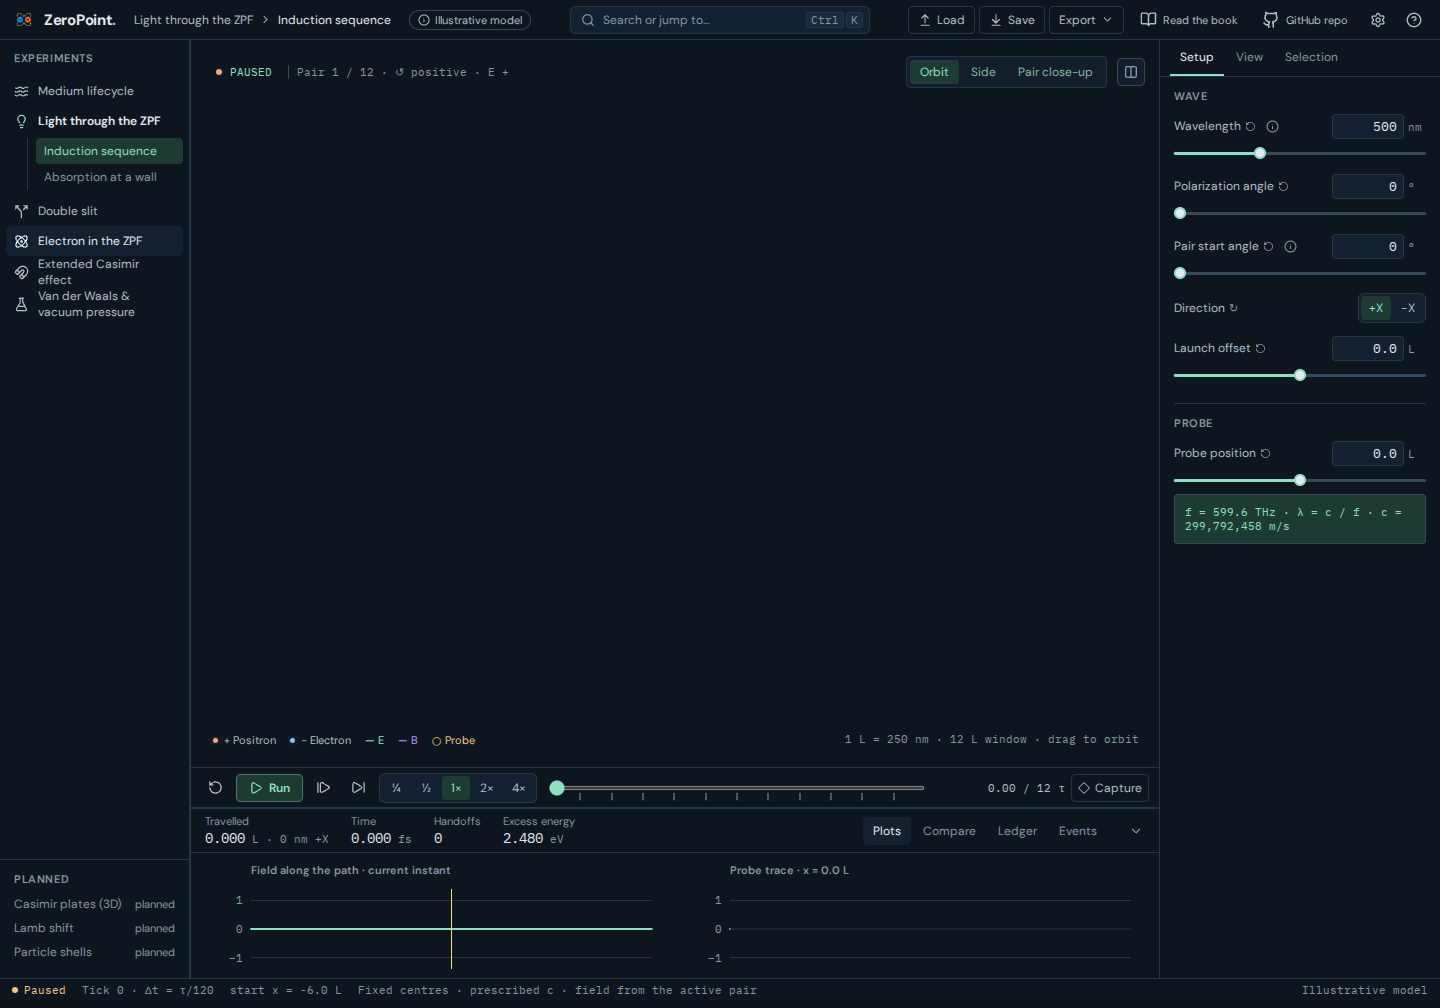 ZeroPoint. Light through the ZPF > Induction sequence Illustrative model Search or jump to... Ctrl K Load Save Export Read the book GitHub repo
EXPERIMENTS
Medium lifecycle
Light through the ZPF
Induction sequence
Absorption at a wall
Double slit
Electron in the ZPF
Extended Casimir
effect
Van der Waals &
vacuum pressure
PLANNED
Casimir plates (3D) planned
Lamb shift planned
Particle shells planned
PAUSED Pair 1 / 12 · ↺ positive · E +
Orbit Side Pair close-up
+ Positron − Electron E B Probe
1 L = 250 nm · 12 L window · drag to orbit
Run ¼ ½ 1× 2× 4× 0.00 / 12 τ Capture
Travelled Time Handoffs Excess energy
0.000 L · 0 nm +X 0.000 fs 0 2.480 eV
Plots Compare Ledger Events
Field along the path · current instant
1
0
−1
Probe trace · x = 0.0 L
1
0
−1
Setup View Selection
WAVE
Wavelength 500 nm
Polarization angle 0 °
Pair start angle 0 °
Direction ↻ +X −X
Launch offset 0.0 L
PROBE
Probe position 0.0 L
f = 599.6 THz · λ = c / f · c =
299,792,458 m/s
Paused Tick 0 · Δt = τ/120 start x = -6.0 L Fixed centres · prescribed c · field from the active pair Illustrative model